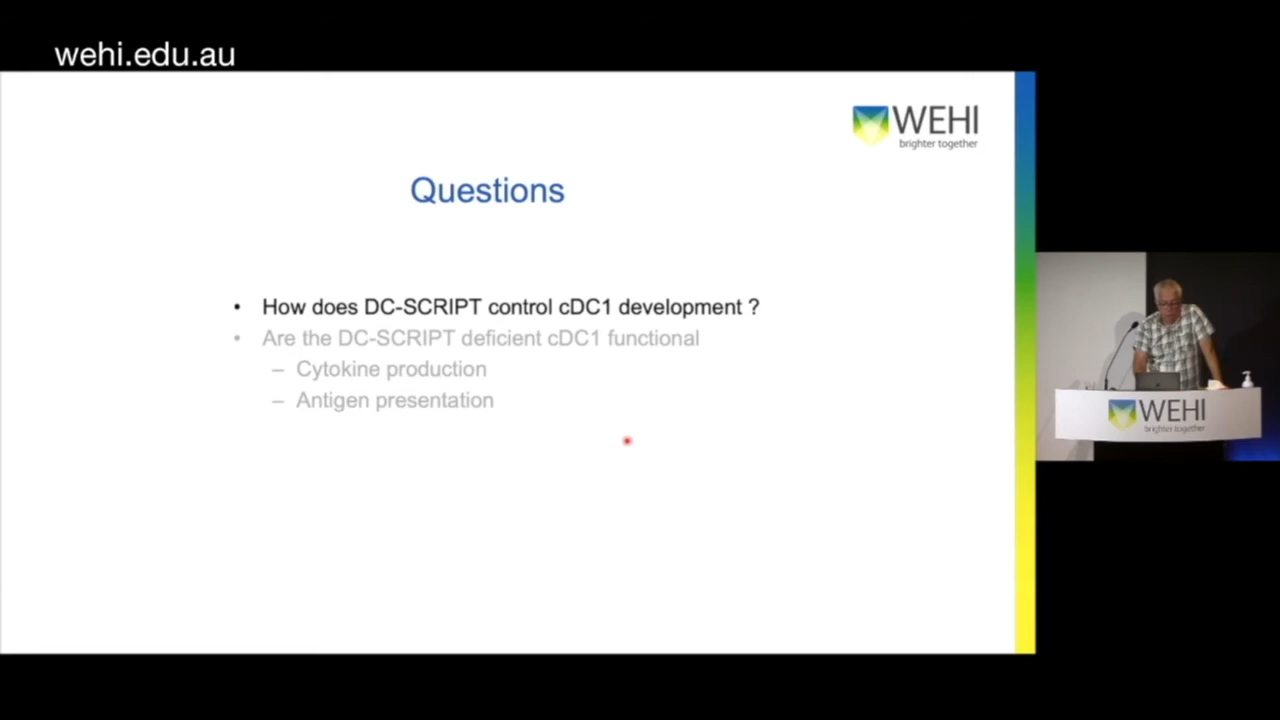 wehi.edu.au
WEHI
brighter together
Questions
• How does DC-SCRIPT control cDC1 development ?
• Are the DC-SCRIPT deficient cDC1 functional
– Cytokine production
– Antigen presentation
WEHI
brighter together